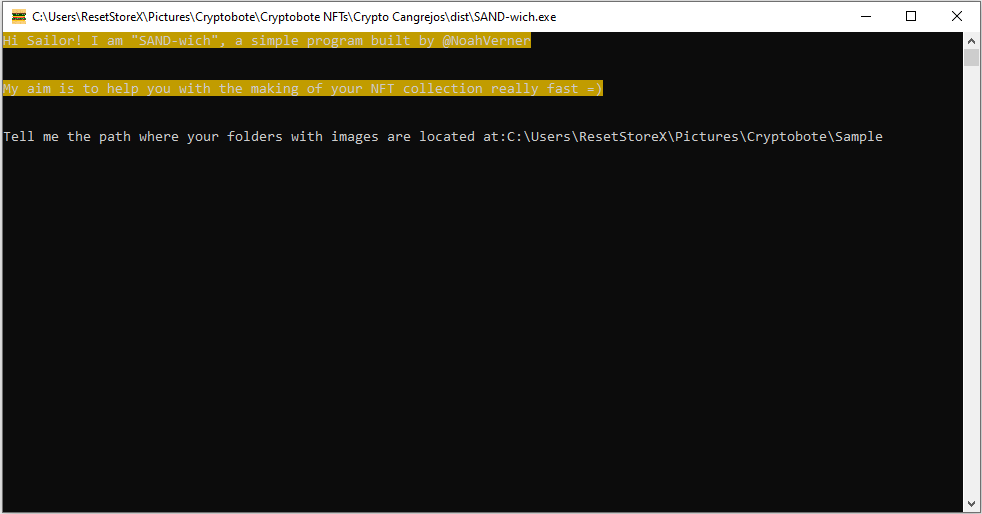 C:\Users\ResetStoreX\Pictures\Cryptobote\Cryptobote NFTs\Crypto Cangrejos\dist\SAND-wich.exe
Hi Sailor! I am "SAND-wich", a simple program built by @NoahVerner
My aim is to help you with the making of your NFT collection really fast =)
Tell me the path where your folders with images are located at:C:\Users\ResetStoreX\Pictures\Cryptobote\Sample